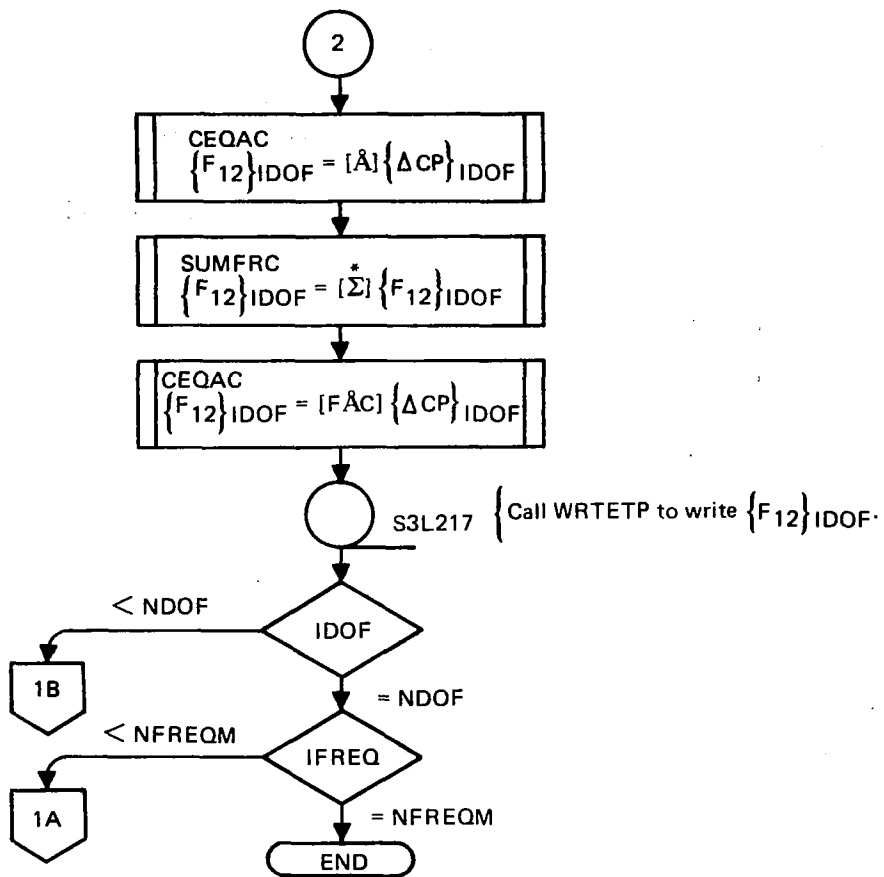 2
CEQAC
{F12}IDOF = [Å] {ΔCP}IDOF
SUMFRC
{F12}IDOF = [Σ*] {F12}IDOF
CEQAC
{F12}IDOF = [FÅC] {ΔCP}IDOF
S3L217 {Call WRTETP to write {F12}IDOF.
< NDOF
IDOF
1B
= NDOF
< NFREQM
IFREQ
1A
= NFREQM
END